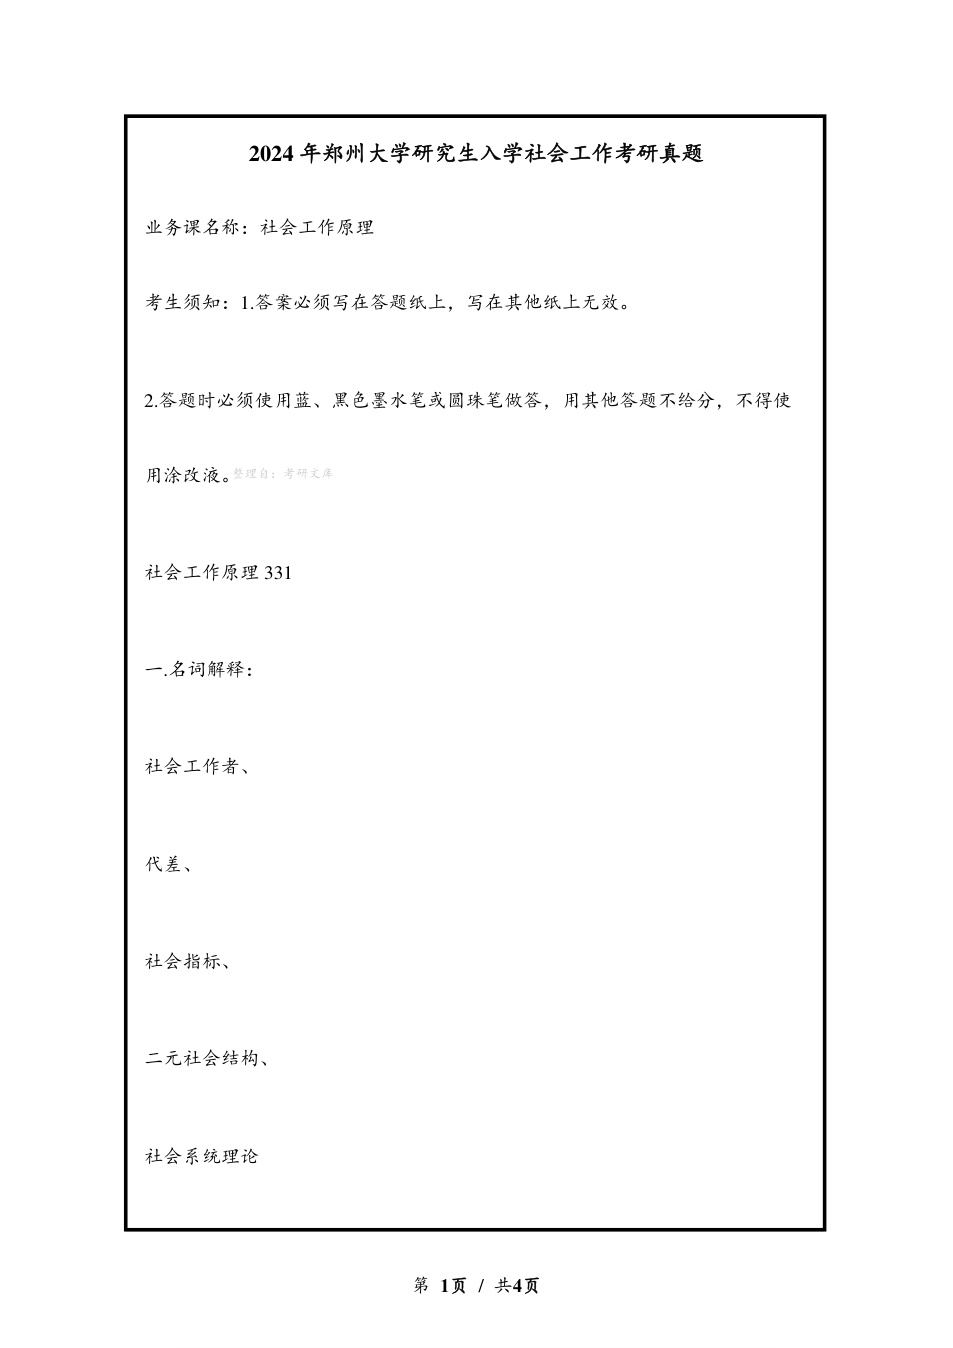 2024 年郑州大学研究生入学社会工作考研真题
业务课名称：社会工作原理
考生须知：1.答案必须写在答题纸上，写在其他纸上无效。
2.答题时必须使用蓝、黑色墨水笔或圆珠笔做答，用其他答题不给分，不得使
用涂改液。整理自：考研文库
社会工作原理 331
一.名词解释：
社会工作者、
代差、
社会指标、
二元社会结构、
社会系统理论
第 1页 / 共4页